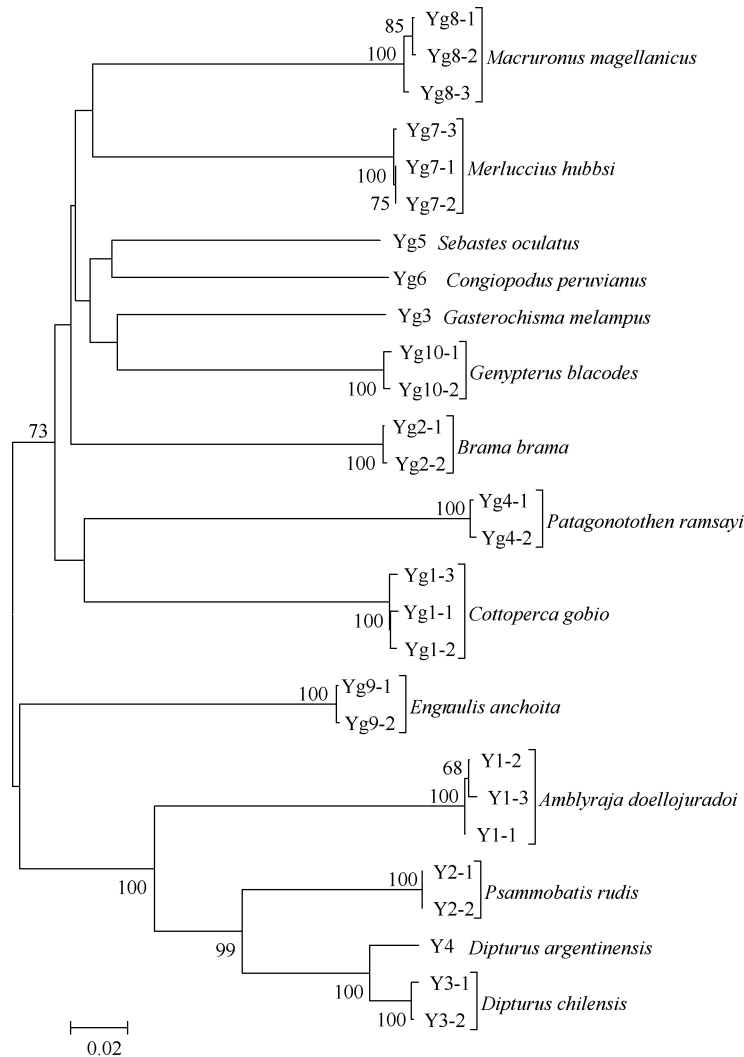 85
Yg8-1
100
Yg8-2
Macruronus magellanicus
Yg8-3
Yg7-3
100
Yg7-1
Merluccius hubbsi
75
Yg7-2
Yg5
Sebastes oculatus
Yg6
Congiopodus peruvianus
Yg3
Gasterochisma melampus
Yg10-1
Genypterus blacodes
100
Yg10-2
73
Yg2-1
Brama brama
100
Yg2-2
100
Yg4-1
Patagonotothen ramsayi
Yg4-2
Yg1-3
100
Yg1-1
Cottoperca gobio
Yg1-2
100
Yg9-1
Engraulis anchoita
Yg9-2
68
Y1-2
100
Y1-3
Amblyraja doellojuradoi
Y1-1
100
100
Y2-1
Psammobatis rudis
Y2-2
99
Y4
Dipturus argentinensis
100
Y3-1
Dipturus chilensis
100
Y3-2
0.02